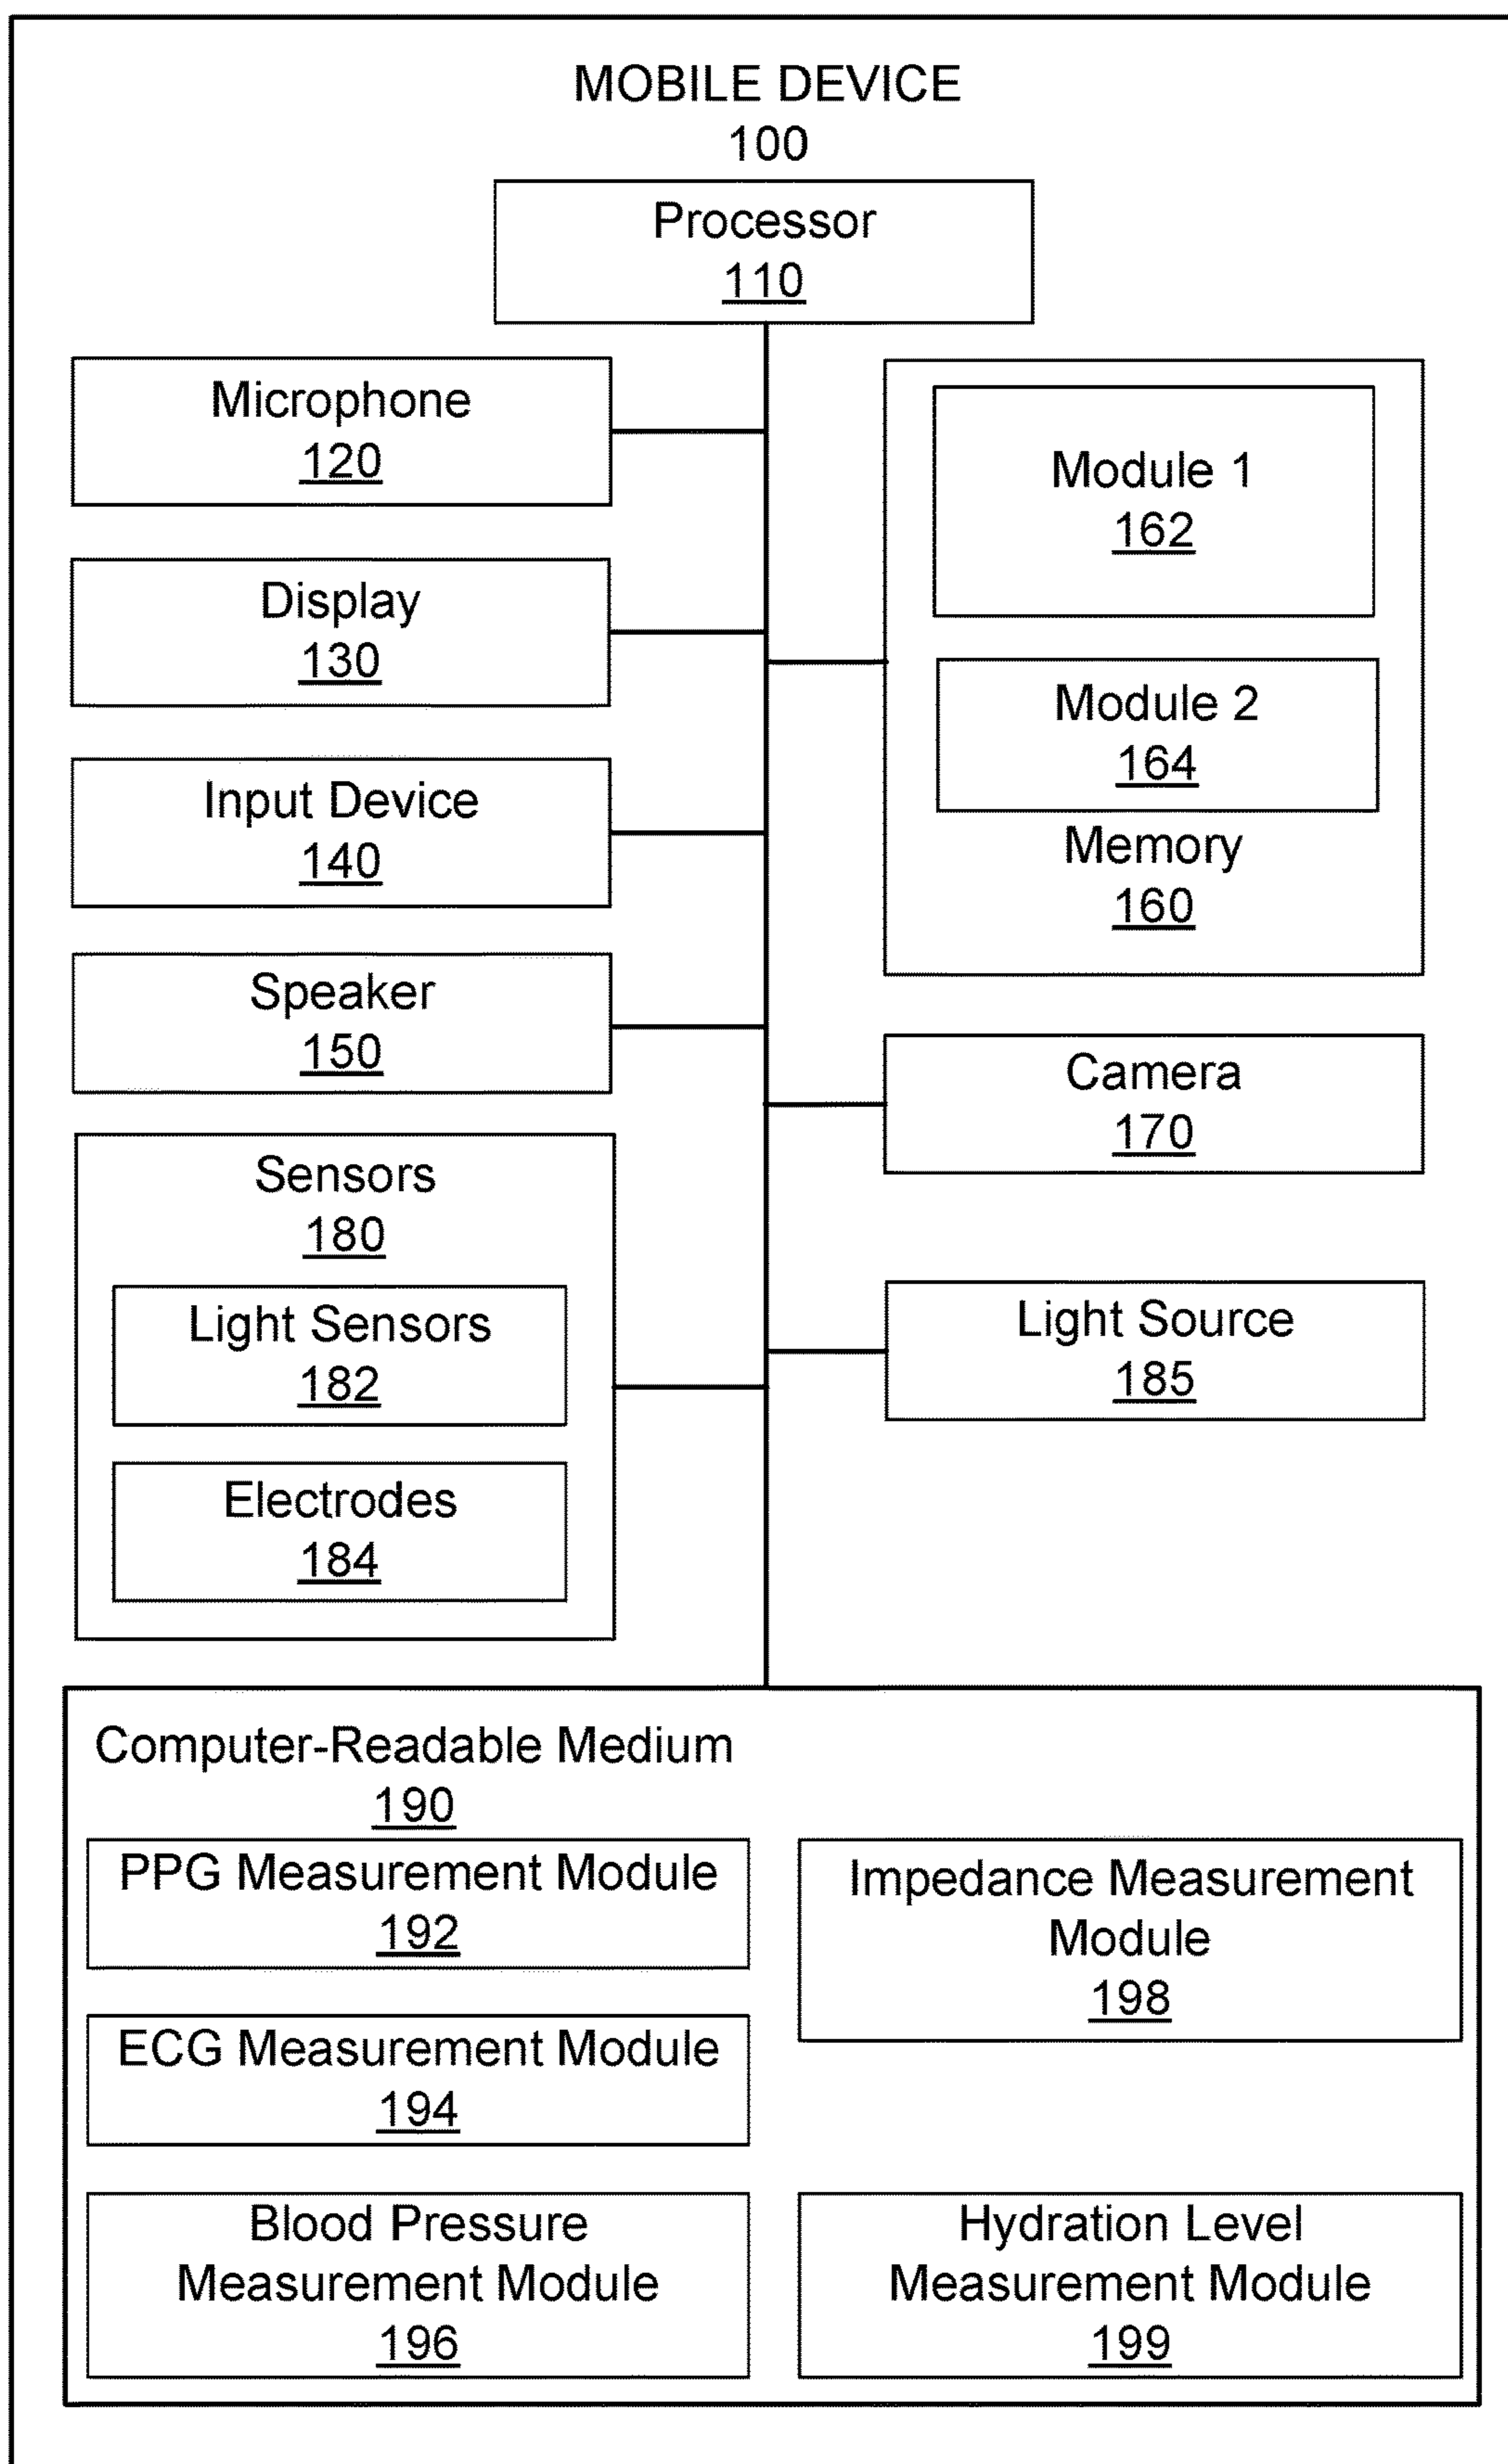 MOBILE DEVICE
100
Processor
110
Microphone
120
Display
130
Input Device
140
Speaker
150
Sensors
180
Light Sensors
182
Electrodes
184
Module 1
162
Module 2
164
Memory
160
Camera
170
Light Source
185
Computer-Readable Medium
190
PPG Measurement Module
192
ECG Measurement Module
194
Blood Pressure
Measurement Module
196
Impedance Measurement
Module
198
Hydration Level
Measurement Module
199